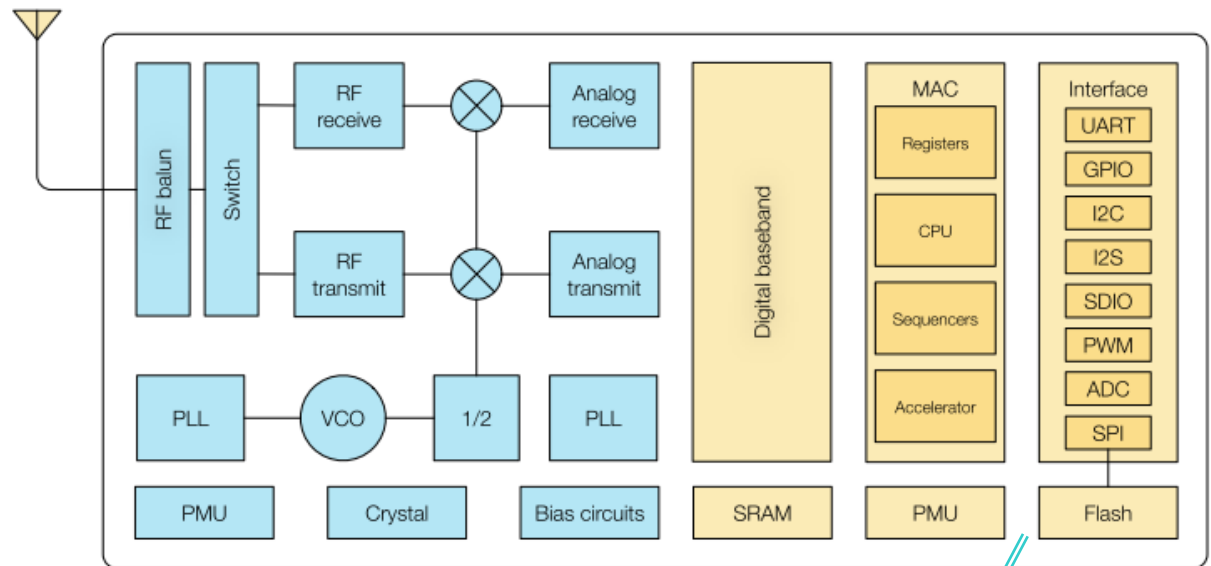 RF balun
Switch
RF
receive
Analog
receive
RF
transmit
Analog
transmit
PLL
VCO
1/2
PLL
PMU
Crystal
Bias circuits
Digital baseband
SRAM
MAC
Registers
CPU
Sequencers
Accelerator
PMU
Interface
UART
GPIO
I2C
I2S
SDIO
PWM
ADC
SPI
Flash